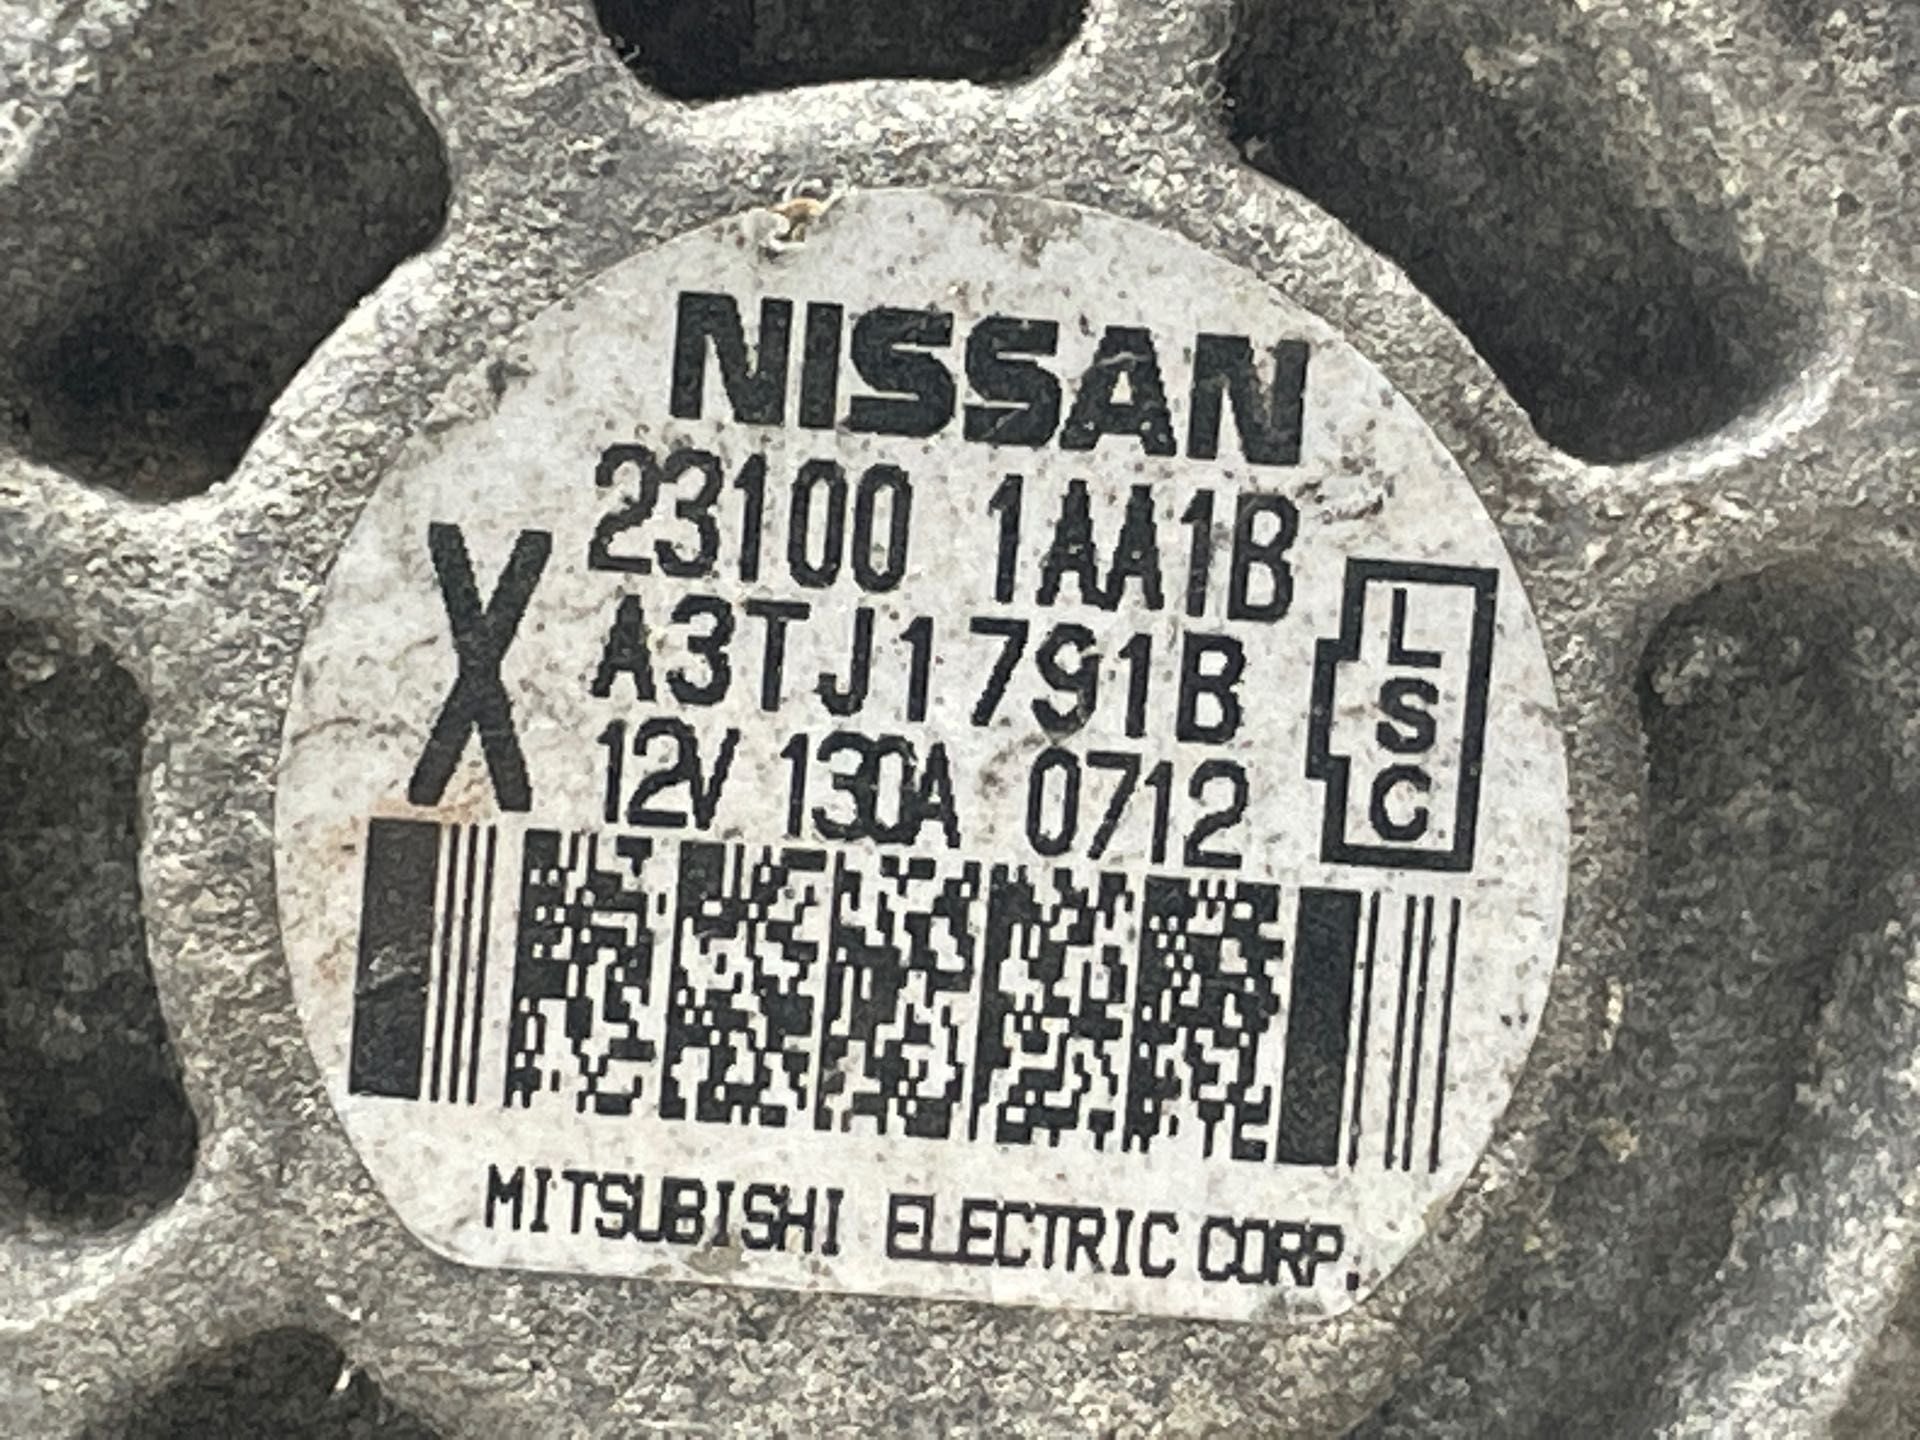 NISSAN
23100 1AA1B
X
A3TJ1791B
12V 130A 0712
L
S
C
MITSUBISHI ELECTRIC CORP.